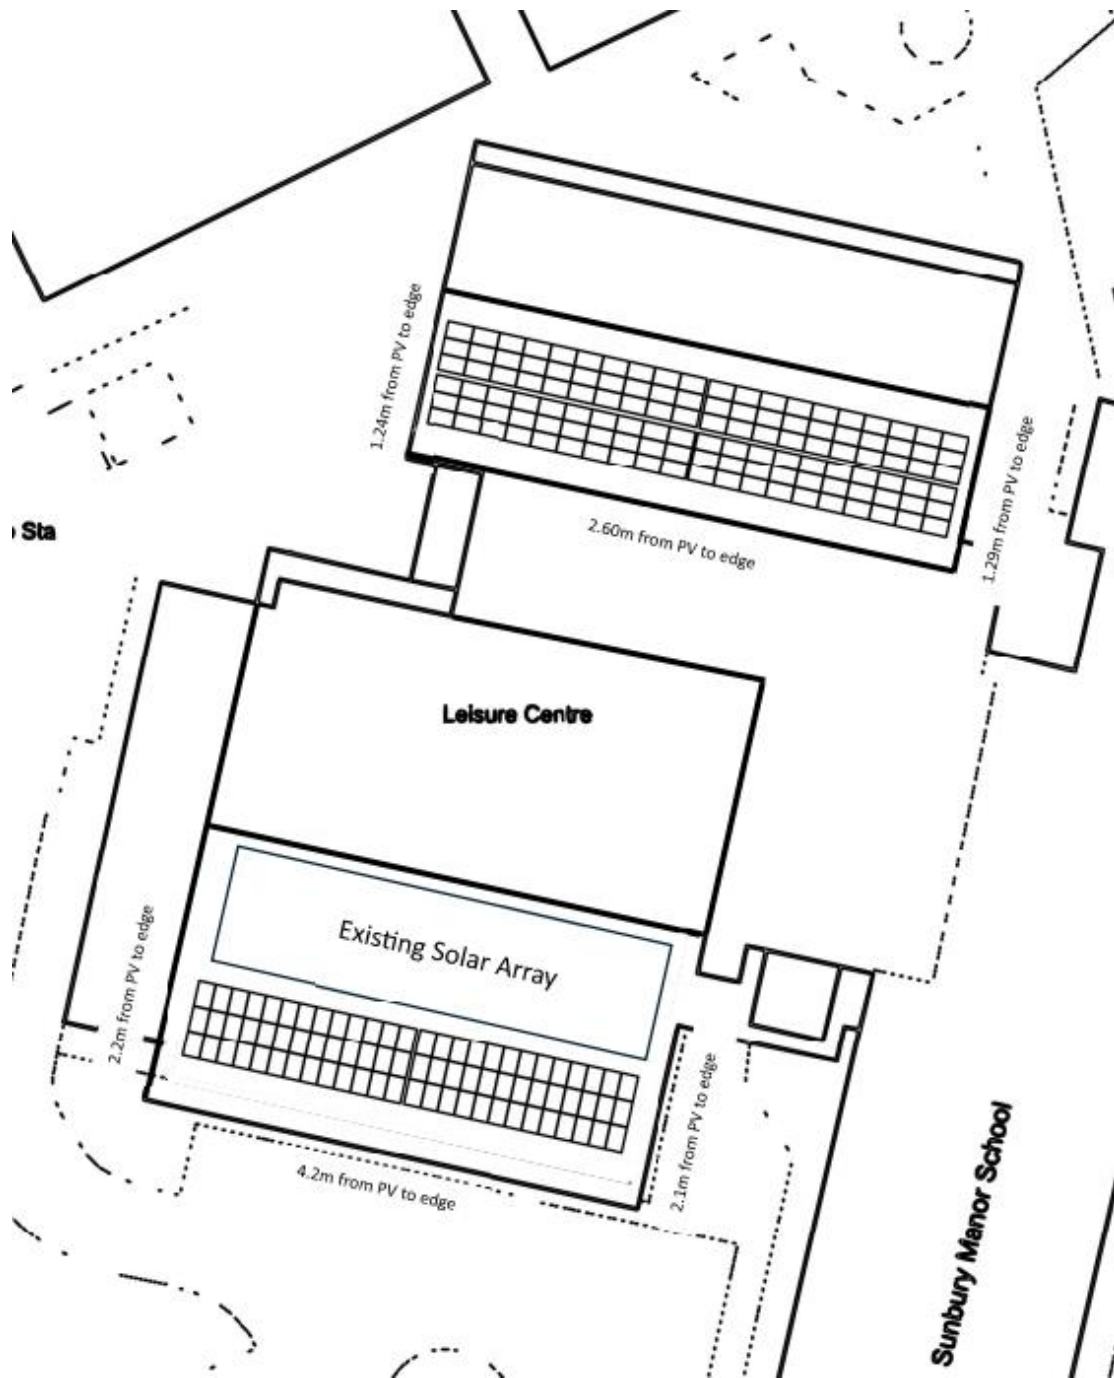 1.24m from PV to edge
1.29m from PV to edge
2.60m from PV to edge
Sta
Leisure Centre
Existing Solar Array
2.2m from PV to edge
2.1m from PV to edge
4.2m from PV to edge
Sunbury Manor School